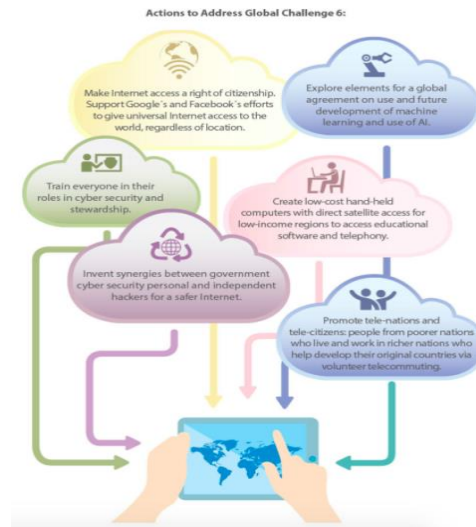 Actions to Address Global Challenge 6:
Make Internet access a right of citizenship.
Support Google´s and Facebook´s efforts
to give universal Internet access to the
world, regardless of location.
Explore elements for a global
agreement on use and future
development of machine
learning and use of AI.
Train everyone in their
roles in cyber security and
stewardship.
Create low-cost hand-held
computers with direct satellite access for
low-income regions to access educational
software and telephony.
Invent synergies between government
cyber security personal and independent
hackers for a safer Internet.
Promote tele-nations and
tele-citizens: people from poorer nations
who live and work in richer nations who
help develop their original countries via
volunteer telecommuting.